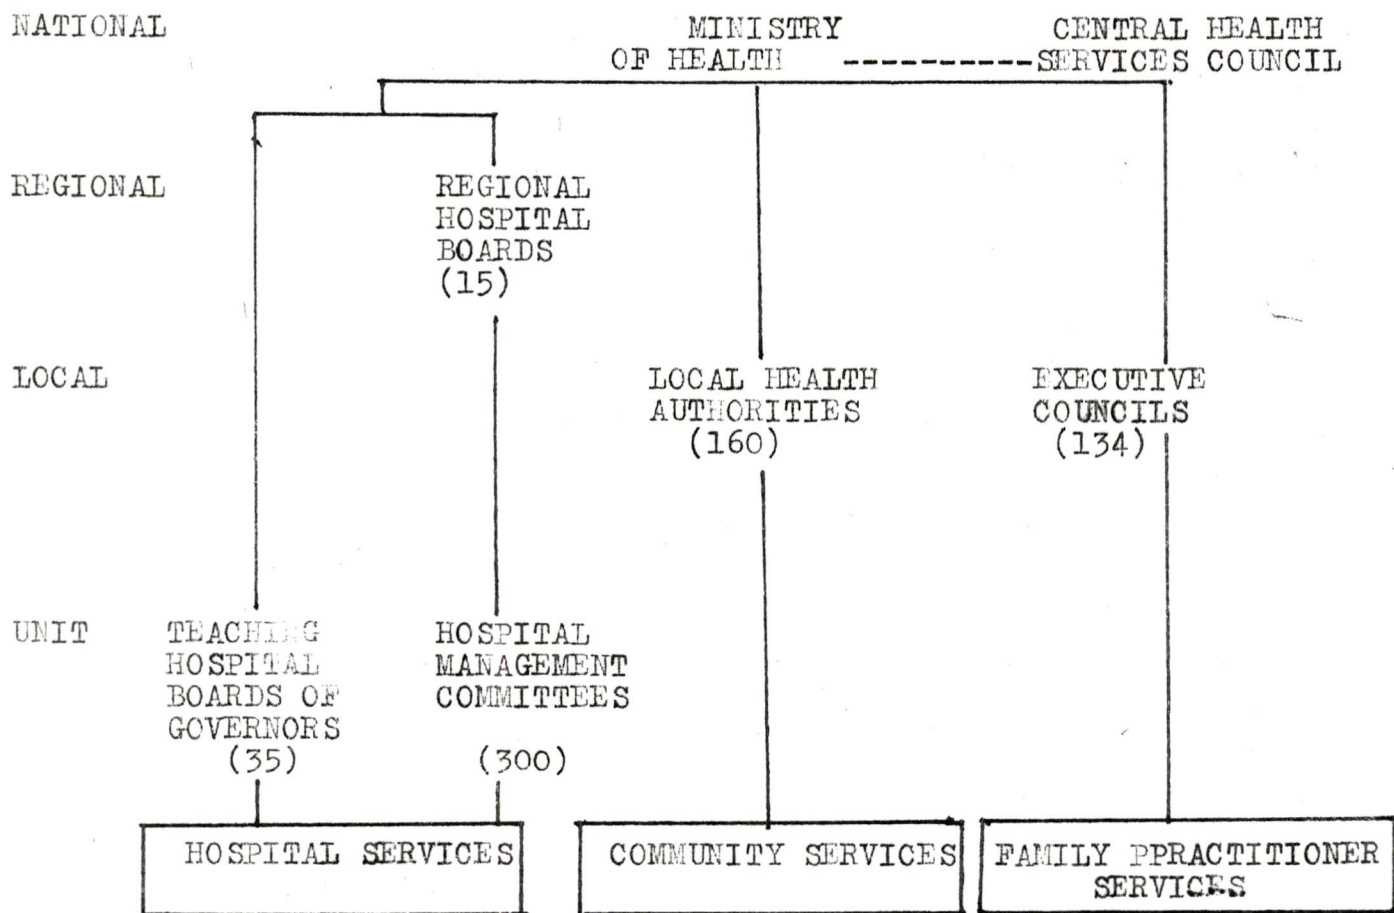 NATIONAL
MINISTRY
OF HEALTH ----------
CENTRAL HEALTH
SERVICES COUNCIL
REGIONAL
REGIONAL
HOSPITAL
BOARDS
(15)
LOCAL
LOCAL HEALTH
AUTHORITIES
(160)
EXECUTIVE
COUNCILS
(134)
UNIT
TEACHING
HOSPITAL
BOARDS OF
GOVERNORS
(35)
HOSPITAL
MANAGEMENT
COMMITTEES
(300)
HOSPITAL SERVICES
COMMUNITY SERVICES
FAMILY PPRACTITIONER
SERVICES